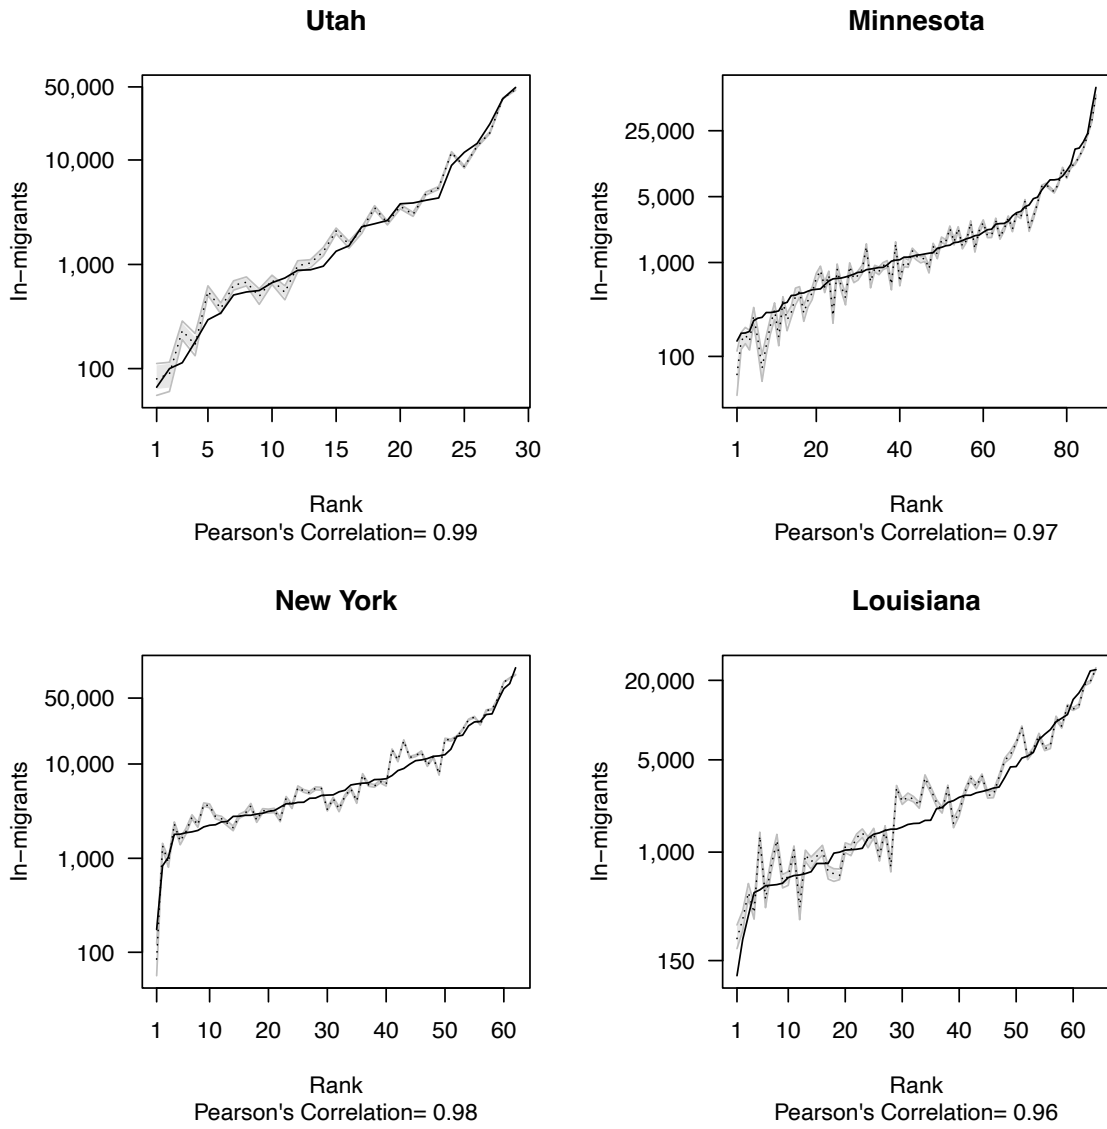 Utah
In−migrants
50,000
10,000
1,000
100
1 5 10 15 20 25 30
Rank
Pearson's Correlation= 0.99
Minnesota
In−migrants
25,000
5,000
1,000
100
1 20 40 60 80
Rank
Pearson's Correlation= 0.97
New York
In−migrants
50,000
10,000
1,000
100
1 10 20 30 40 50 60
Rank
Pearson's Correlation= 0.98
Louisiana
In−migrants
20,000
5,000
1,000
150
1 10 20 30 40 50 60
Rank
Pearson's Correlation= 0.96